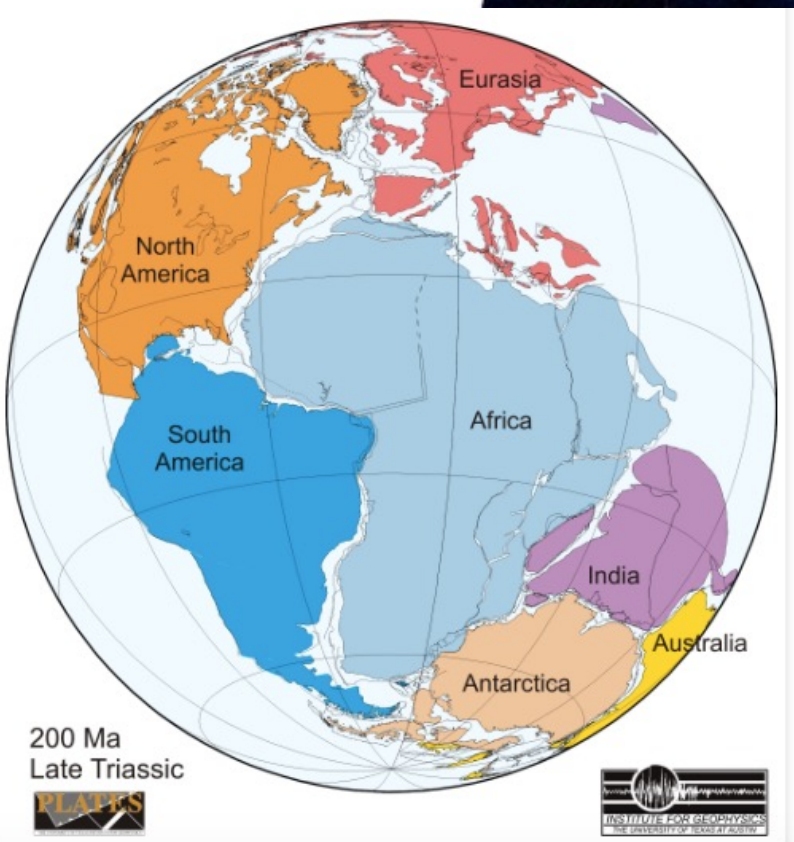 Eurasia
North
America
South
America
Africa
India
Australia
Antarctica
200 Ma
Late Triassic
PLATES
INSTITUTE FOR GEOPHYSICS
THE UNIVERSITY OF TEXAS AT AUSTIN